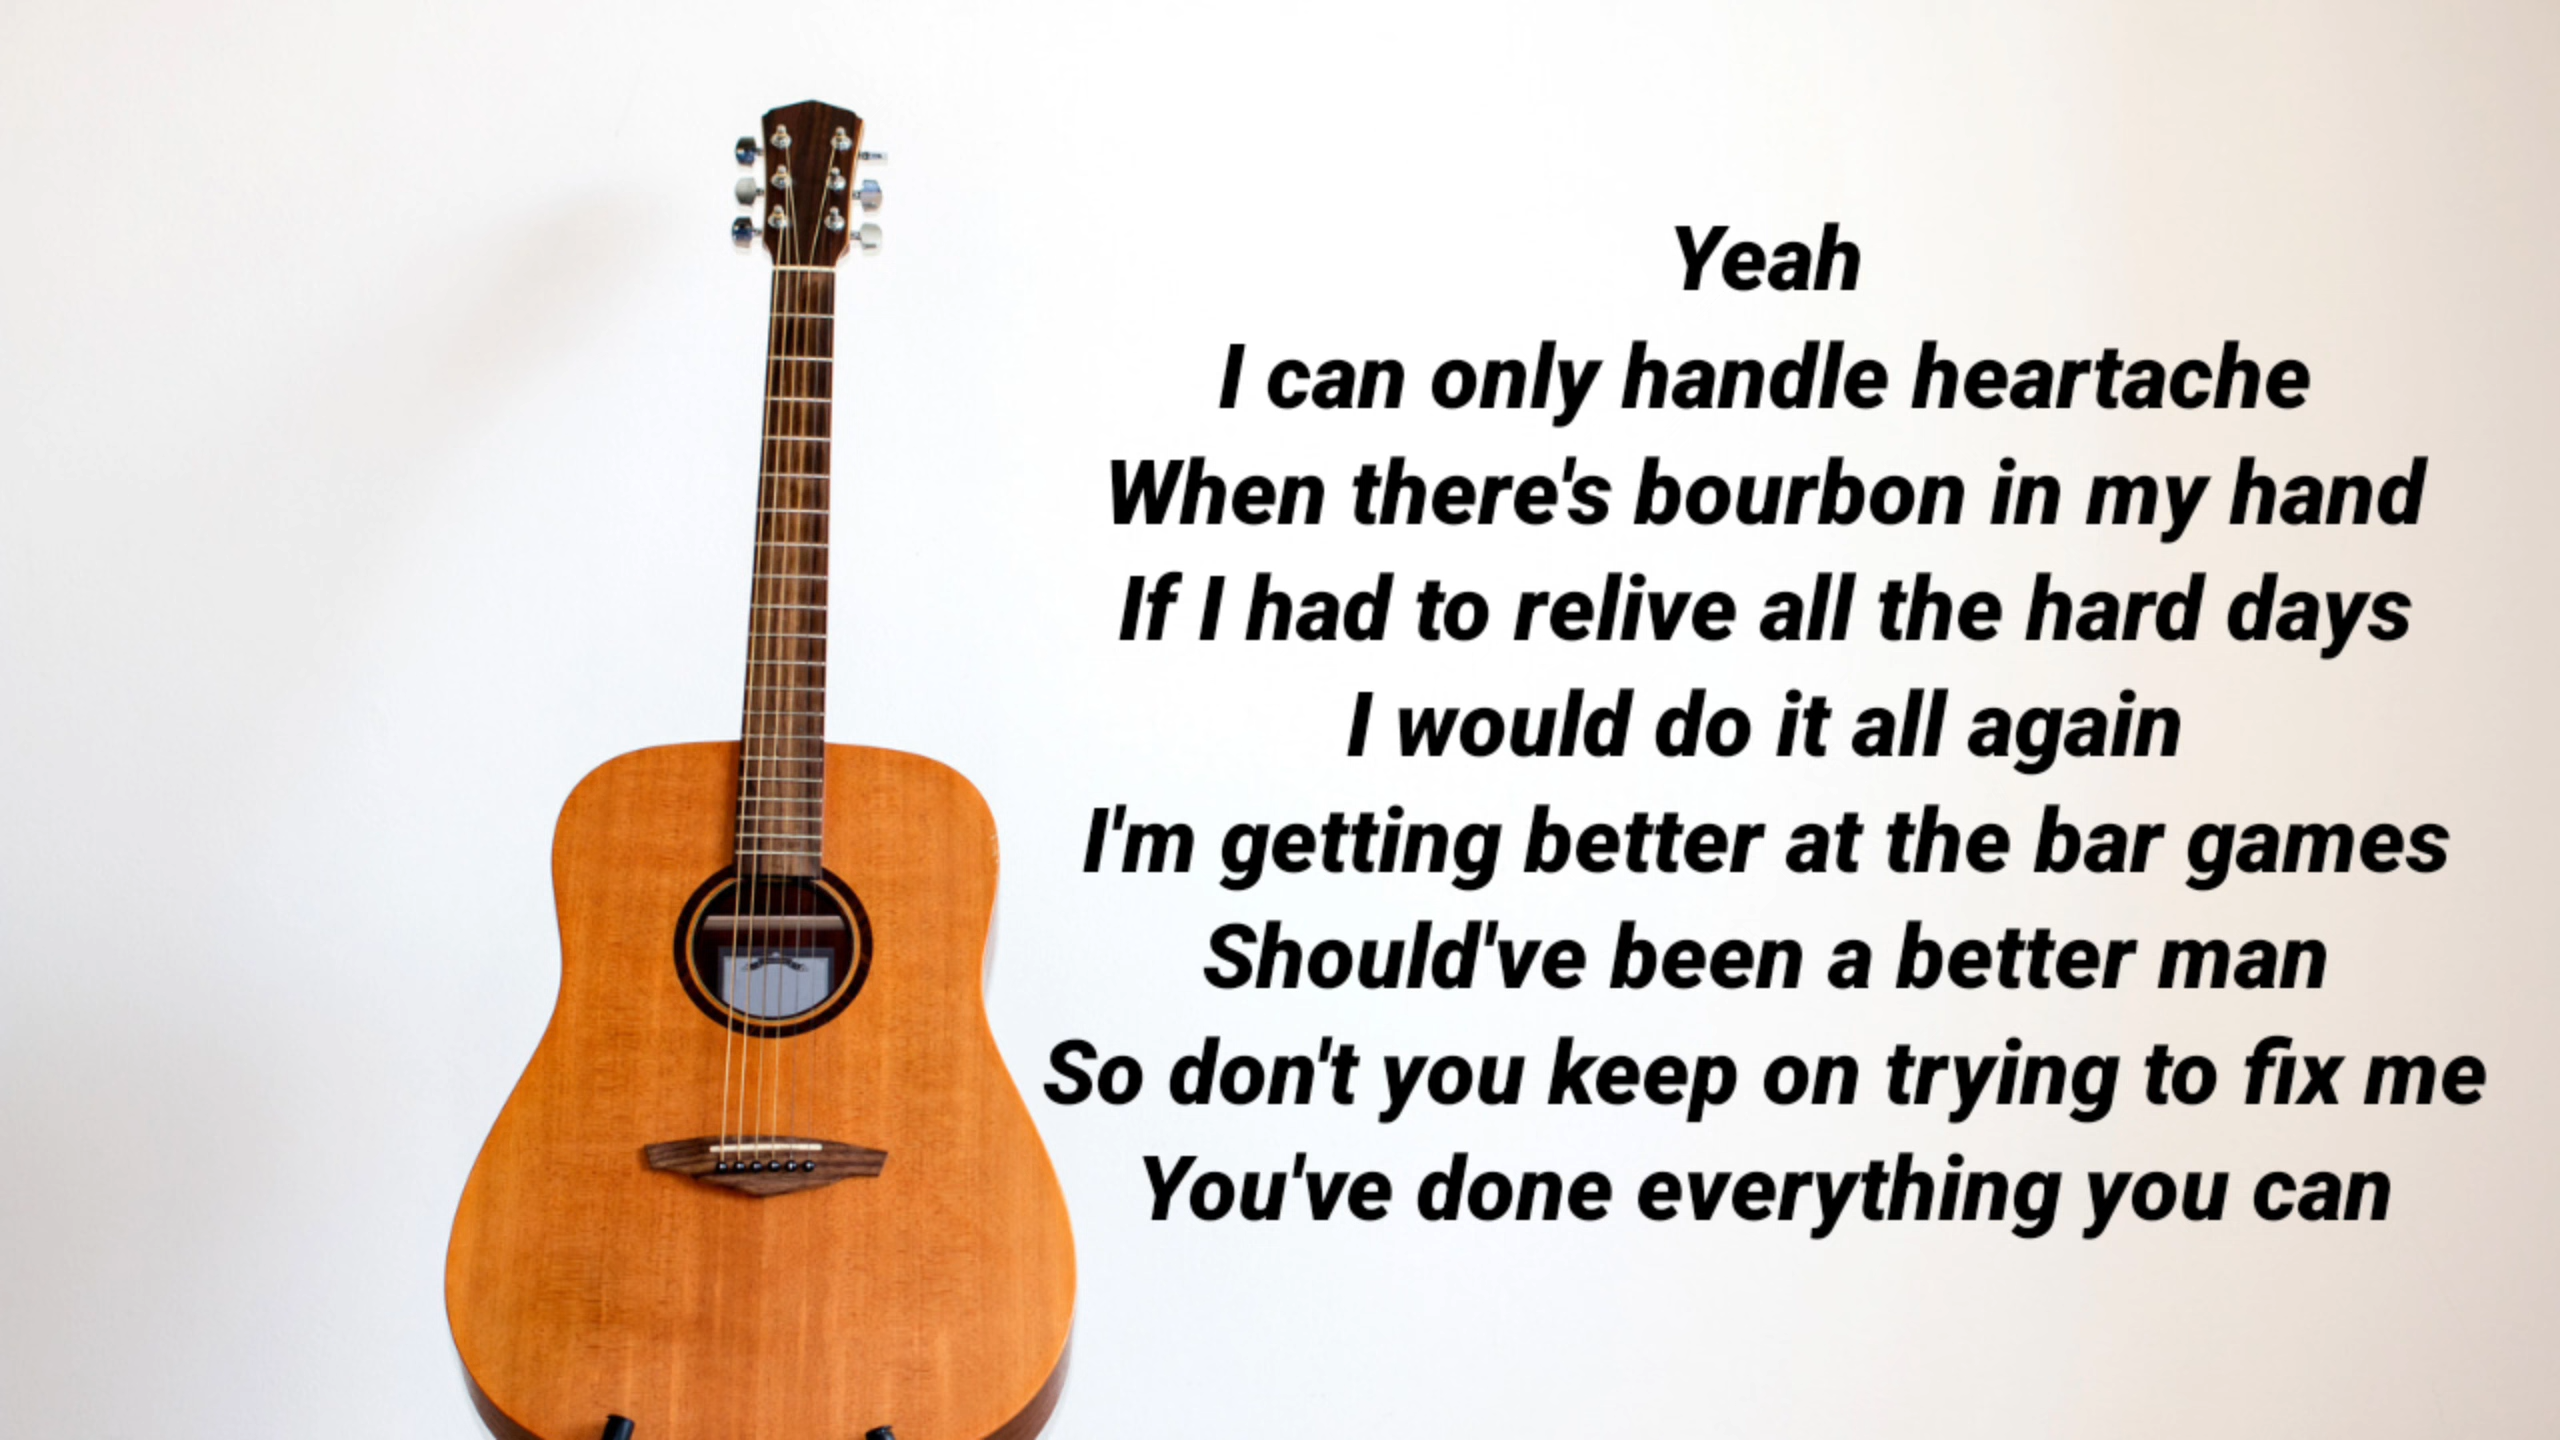 Yeah
I can only handle heartache
When there's bourbon in my hand
If I had to relive all the hard days
I would do it all again
I'm getting better at the bar games
Should've been a better man
So don't you keep on trying to fix me
You've done everything you can